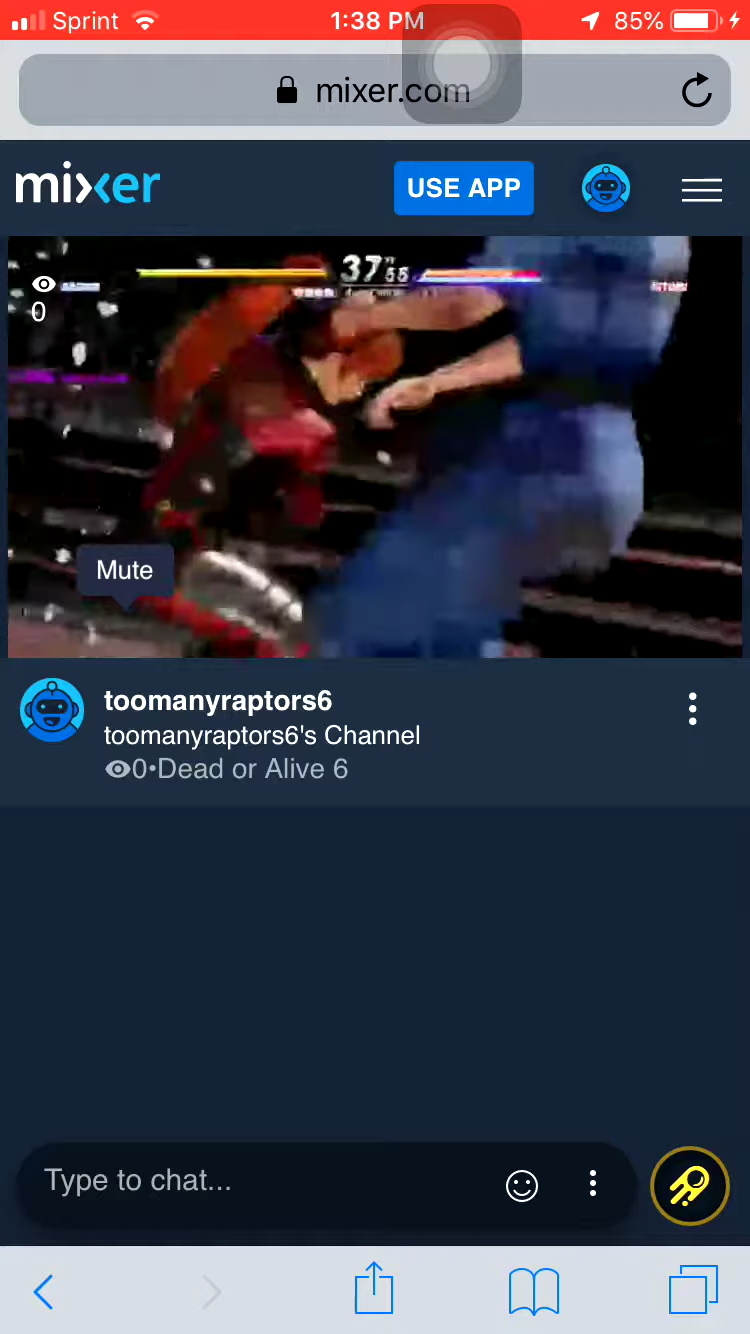 Sprint 1:38 PM 85%
mixer.com
mixer USE APP
37"55
0
Mute
toomanyraptors6
toomanyraptors6's Channel
0•Dead or Alive 6
Type to chat...